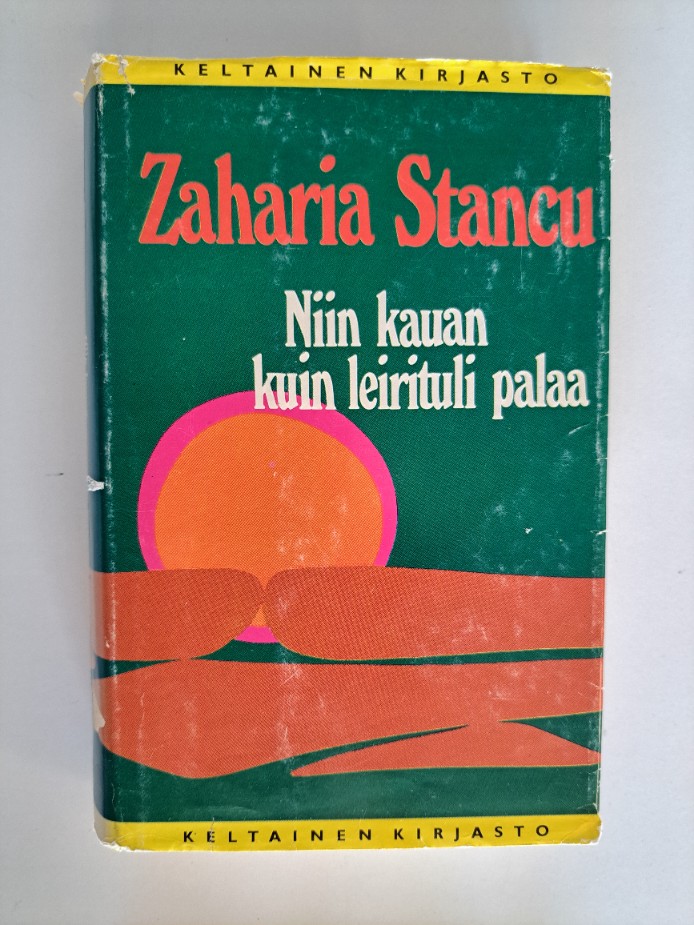 KELTAINEN KIRJASTO
Zaharia Stancu
Niin kauan
kuin leirituli palaa
KELTAINEN KIRJASTO